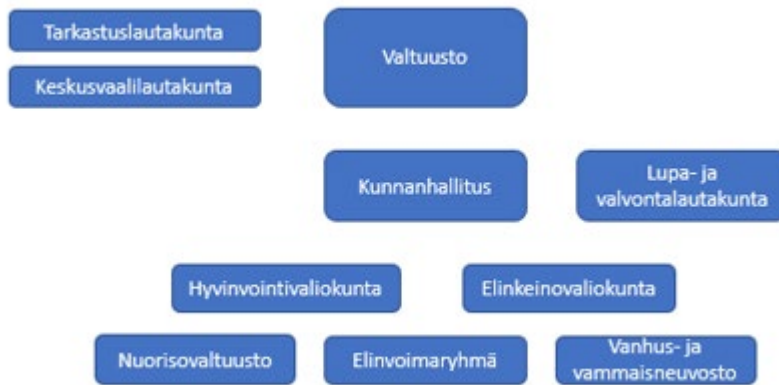 Tarkastuslautakunta
Valtuusto
Keskusvaalilautakunta
Kunnanhallitus
Lupa- ja
valvontalautakunta
Hyvinvointivaliokunta
Elinkeinovaliokunta
Nuorisovaltuusto
Elinvoimaryhmä
Vanhus- ja
vammaisneuvosto